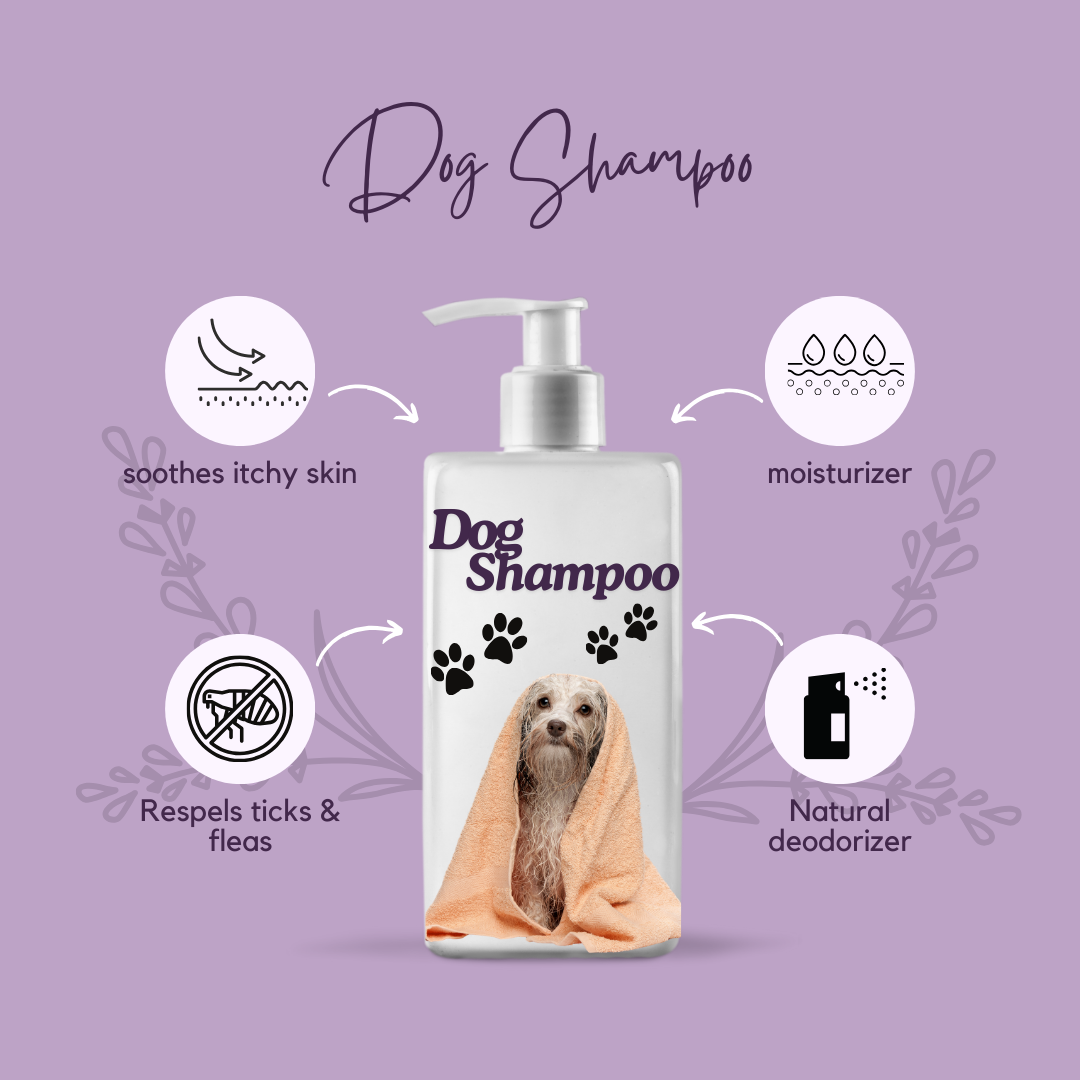 Dog Shampoo
soothes itchy skin
moisturizer
Dog
Shampoo
Respels ticks &
fleas
Natural
deodorizer